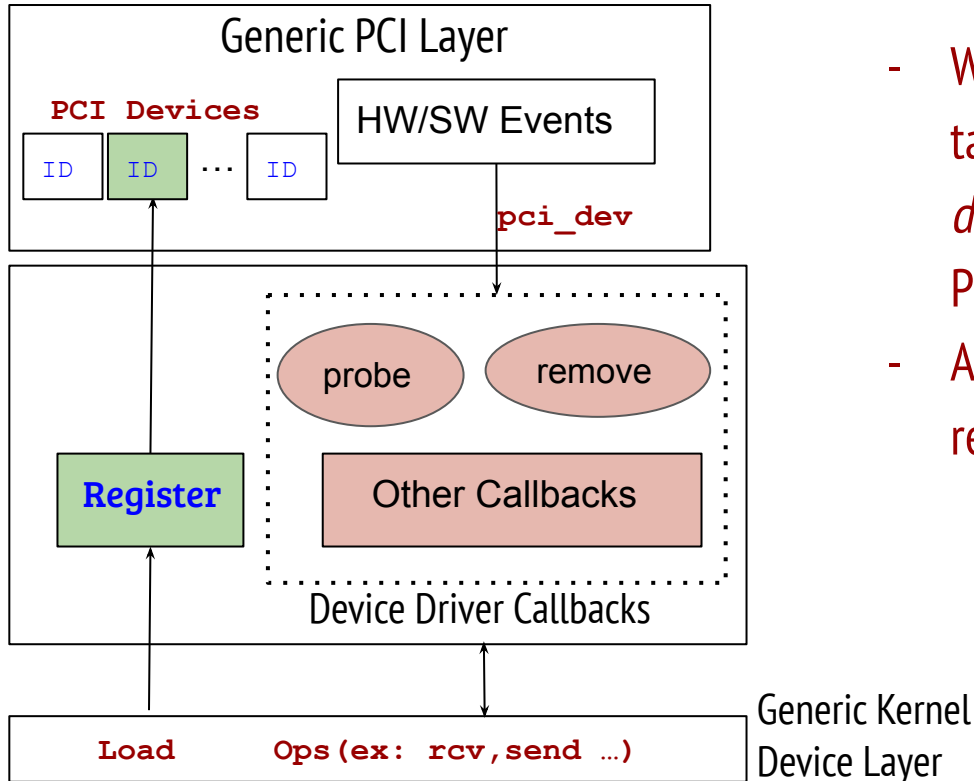 Generic PCI Layer
PCI Devices
HW/SW Events
ID ID ... ID
pci_dev
probe
remove
Register
Other Callbacks
Device Driver Callbacks
Load Ops(ex: rcv,send …)
Generic Kernel
Device Layer
-
-